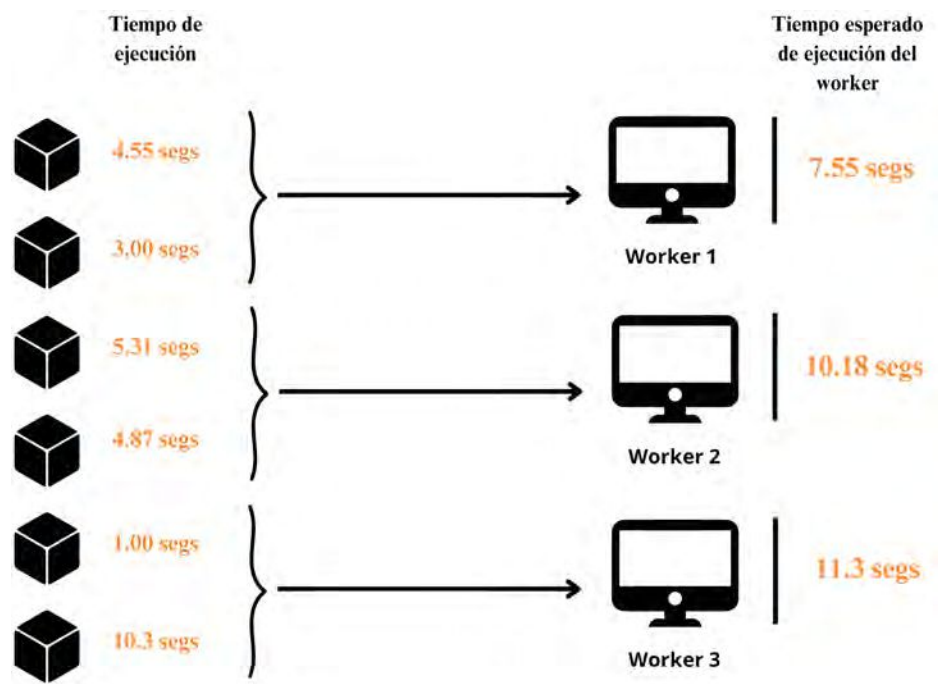 Tiempo de
ejecución
Tiempo esperado
de ejecución del
worker
4.55 segs
3.00 segs
7.55 segs
Worker 1
5.31 segs
4.87 segs
10.18 segs
Worker 2
1.00 segs
10.3 segs
11.3 segs
Worker 3